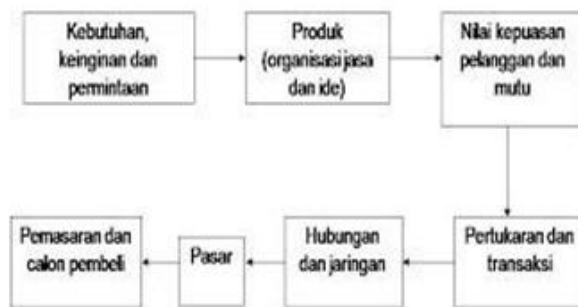 Kebutuhan,
keinginan dan
permintaan
Produk
(organisasi jasa
dan ide)
Nilai kepuasan
pelanggan dan
mutu
Pertukaran dan
transaksi
Hubungan
dan jaringan
Pasar
Pemasaran dan
calon pembeli